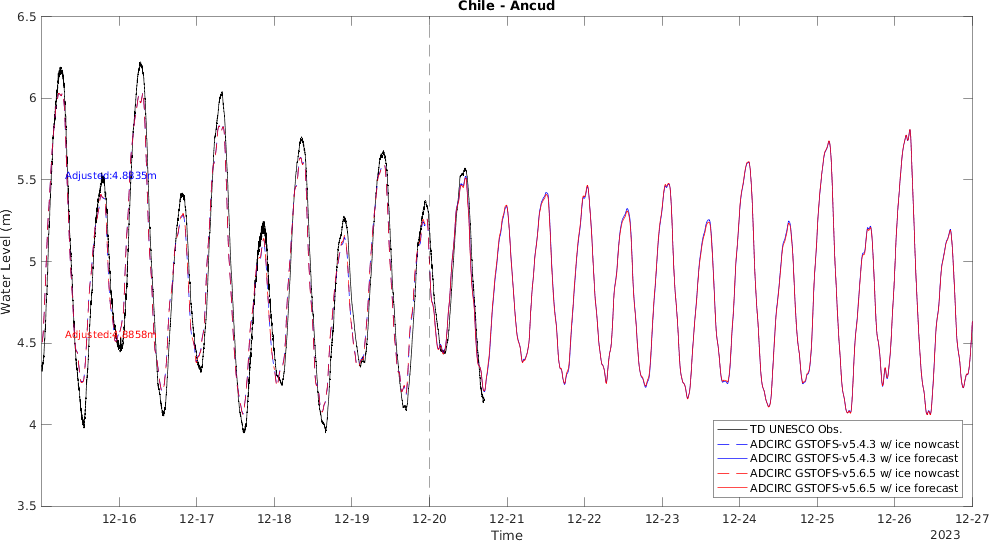 Chile - Ancud
6.5
6
5.5
5
4.5
4
3.5
Water Level (m)
Adjusted:4.8835m
Adjusted:4.8858m
TD UNESCO Obs.
ADCIRC GSTOFS-v5.4.3 w/ ice nowcast
ADCIRC GSTOFS-v5.4.3 w/ ice forecast
ADCIRC GSTOFS-v5.6.5 w/ ice nowcast
ADCIRC GSTOFS-v5.6.5 w/ ice forecast
12-16 12-17 12-18 12-19 12-20 12-21 12-22 12-23 12-24 12-25 12-26 12-27
Time
2023